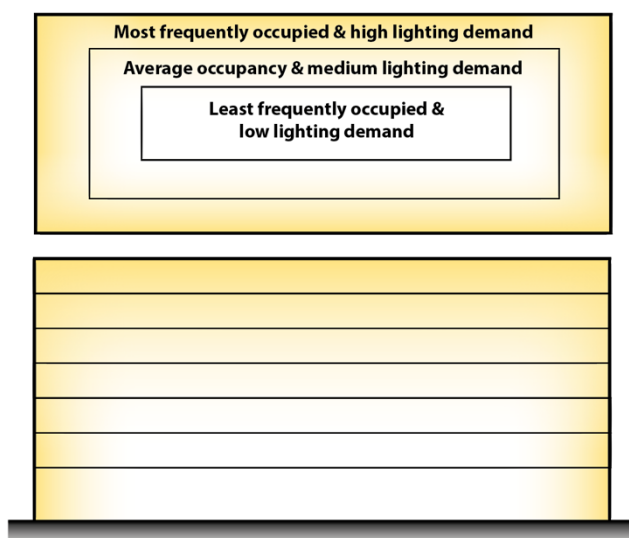 Most frequently occupied & high lighting demand
Average occupancy & medium lighting demand
Least frequently occupied &
low lighting demand